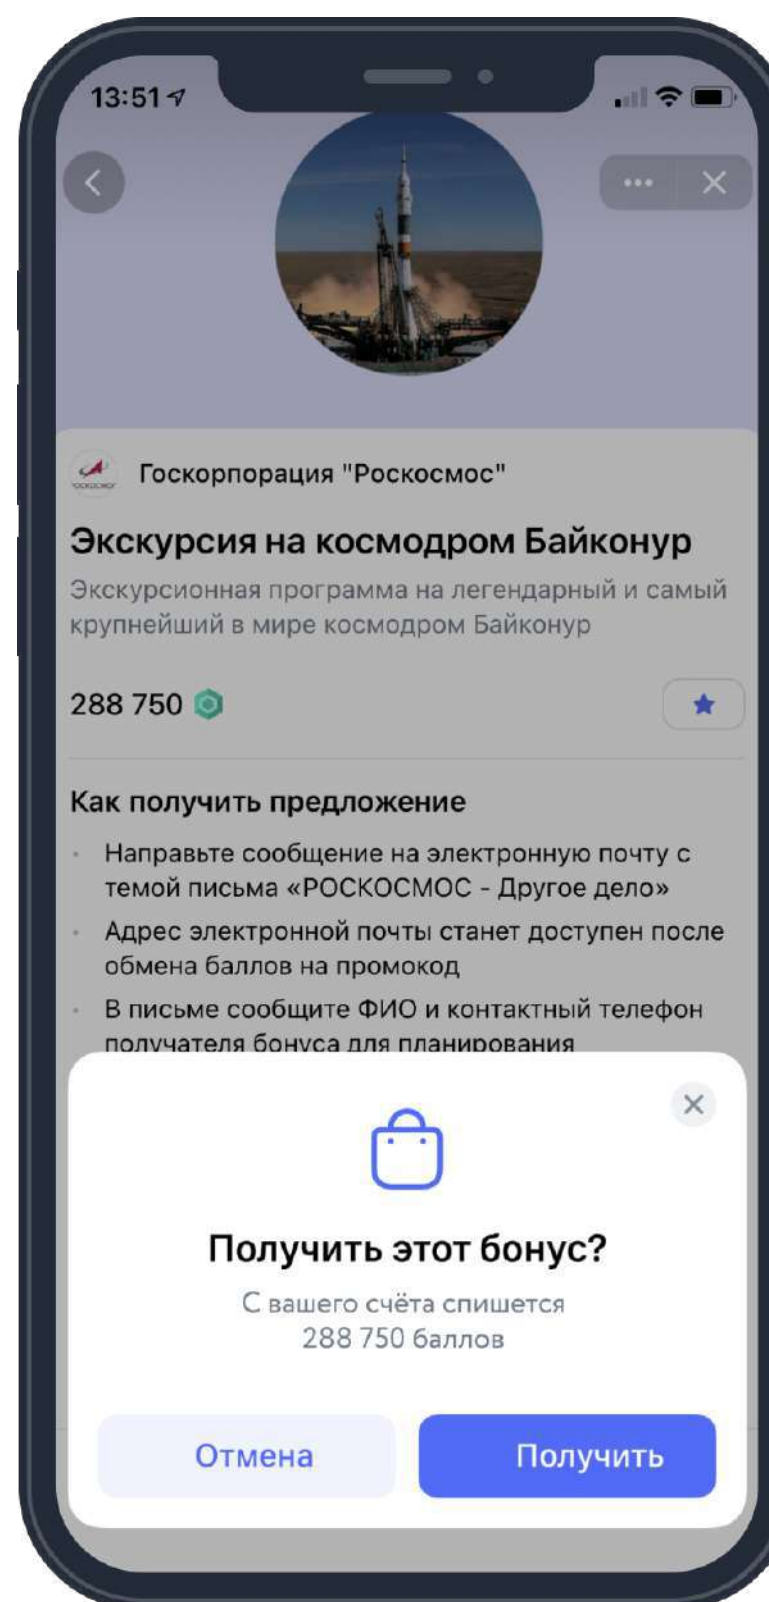 13:51
Госкорпорация "Роскосмос"
Экскурсия на космодром Байконур
Экскурсионная программа на легендарный и самый
крупнейший в мире космодром Байконур
288 750
Как получить предложение
Направьте сообщение на электронную почту с
темой письма «РОСКОСМОС - Другое дело»
Адрес электронной почты станет доступен после
обмена баллов на промокод
В письме сообщите ФИО и контактный телефон
получателя бонуса для планирования
Получить этот бонус?
С вашего счёта спишется
288 750 баллов
Отмена
Получить